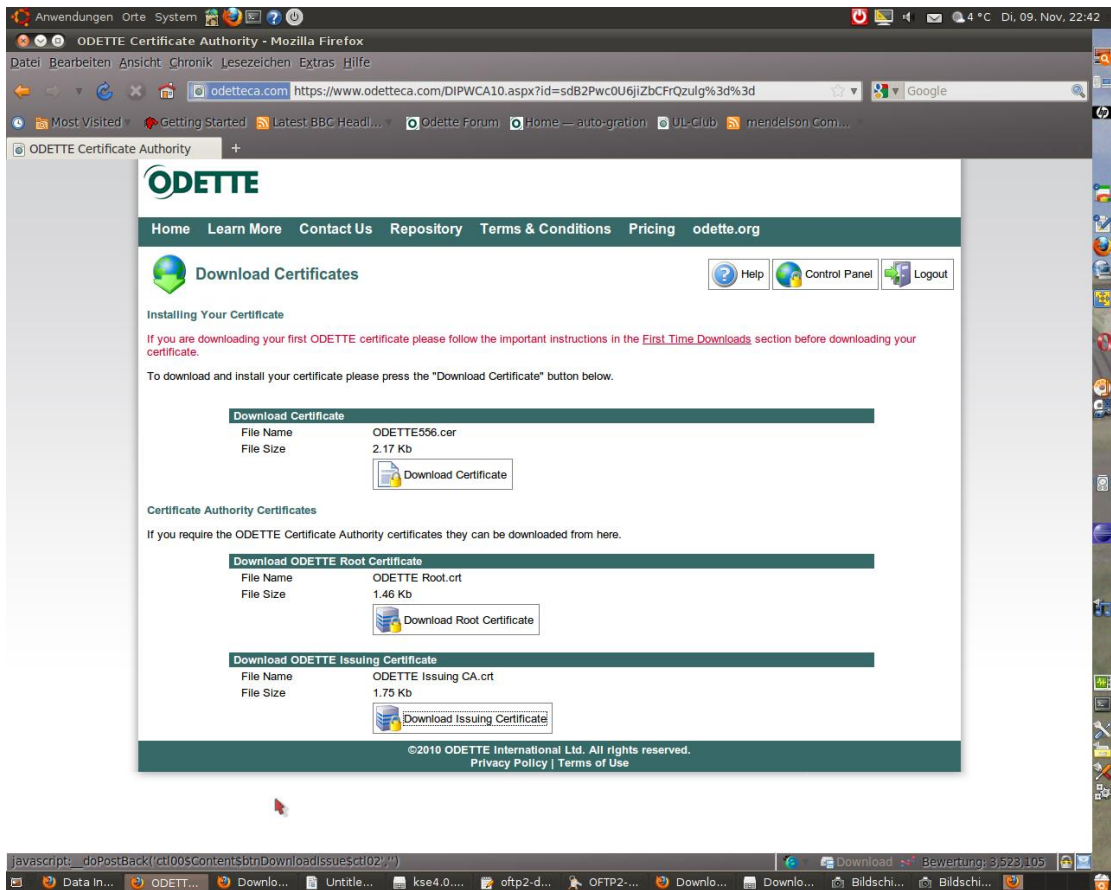 Anwendungen Orte System 4 °C Di, 09. Nov, 22:42
ODETTE Certificate Authority - Mozilla Firefox
Datei Bearbeiten Ansicht Chronik Lesezeichen Extras Hilfe
odetteca.com https://www.odetteca.com/DIPWCA10.aspx?id=sdB2Pwc0U6jiZbCFrQzulg%3d%3d Google
Most Visited Getting Started Latest BBC Headl... Odette Forum Home — auto-gration UL-Club mendelson Com...
ODETTE Certificate Authority +
ODETTE
Home Learn More Contact Us Repository Terms & Conditions Pricing odette.org
Download Certificates Help Control Panel Logout
Installing Your Certificate
If you are downloading your first ODETTE certificate please follow the important instructions in the First Time Downloads section before downloading your
certificate.
To download and install your certificate please press the "Download Certificate" button below.
Download Certificate
File Name ODETTE556.cer
File Size 2.17 Kb
Download Certificate
Certificate Authority Certificates
If you require the ODETTE Certificate Authority certificates they can be downloaded from here.
Download ODETTE Root Certificate
File Name ODETTE Root.crt
File Size 1.46 Kb
Download Root Certificate
Download ODETTE Issuing Certificate
File Name ODETTE Issuing CA.crt
File Size 1.75 Kb
Download Issuing Certificate
©2010 ODETTE International Ltd. All rights reserved.
Privacy Policy | Terms of Use
javascript:__doPostBack('ctl00$Content$btnDownloadIssue$ctl02','') Download Bewertung: 3,523,105
Data In... ODETT... Downlo... Untitle... kse4.0.... oftp2-d... OFTP2-... Downlo... Downlo... Bildschi... Bildschi...